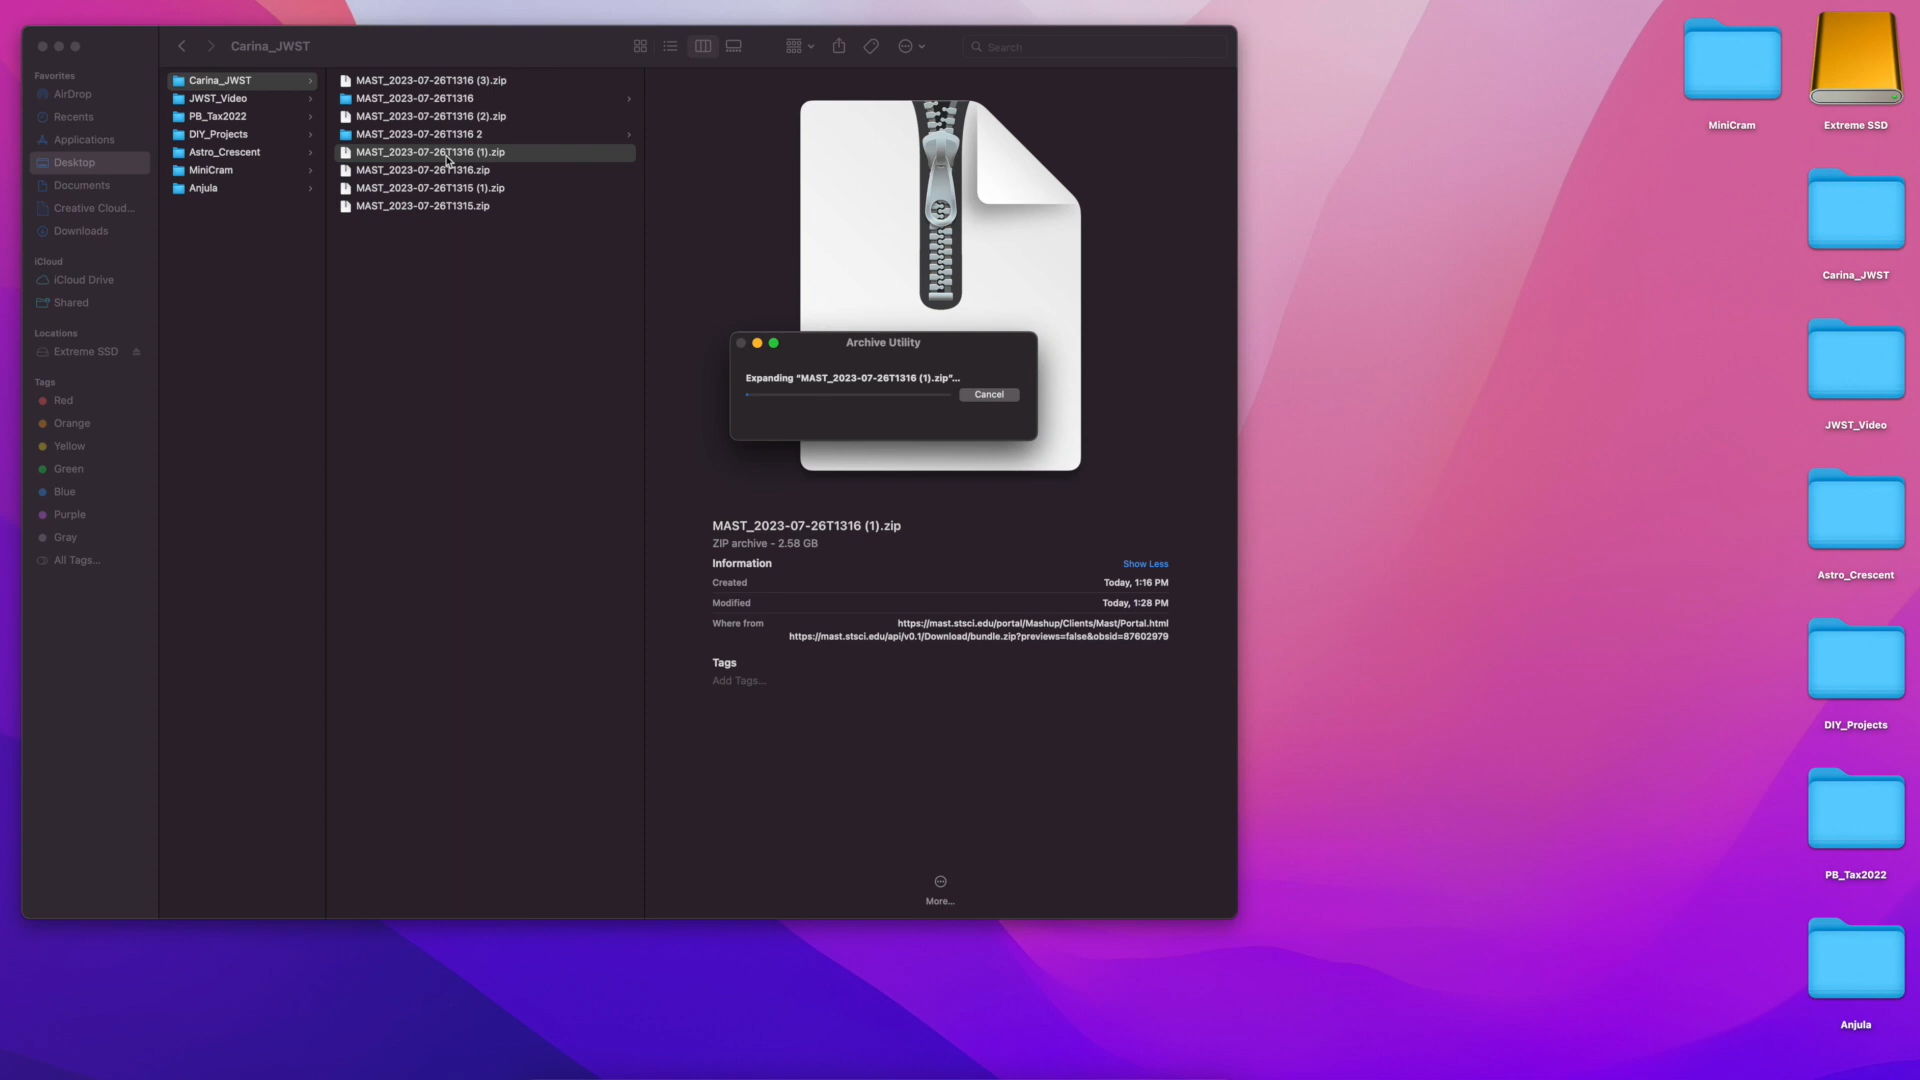 Carina_JWST
Search
Favorites
AirDrop
Recents
Applications
Desktop
Documents
Creative Cloud...
Downloads
iCloud
iCloud Drive
Shared
Locations
Extreme SSD
Tags
Red
Orange
Yellow
Green
Blue
Purple
Gray
All Tags...
Carina_JWST
JWST_Video
PB_Tax2022
DIY_Projects
Astro_Crescent
MiniCram
Anjula
MAST_2023-07-26T1316 (3).zip
MAST_2023-07-26T1316
MAST_2023-07-26T1316 (2).zip
MAST_2023-07-26T1316 2
MAST_2023-07-26T1316 (1).zip
MAST_2023-07-26T1316.zip
MAST_2023-07-26T1315 (1).zip
MAST_2023-07-26T1315.zip
Archive Utility
Expanding “MAST_2023-07-26T1316 (1).zip”...
Cancel
MAST_2023-07-26T1316 (1).zip
ZIP archive - 2.58 GB
Information Show Less
Created Today, 1:16 PM
Modified Today, 1:28 PM
Where from https://mast.stsci.edu/portal/Mashup/Clients/Mast/Portal.html
https://mast.stsci.edu/api/v0.1/Download/bundle.zip?previews=false&obsid=87602979
Tags
Add Tags...
More...
MiniCram
Extreme SSD
Carina_JWST
JWST_Video
Astro_Crescent
DIY_Projects
PB_Tax2022
Anjula